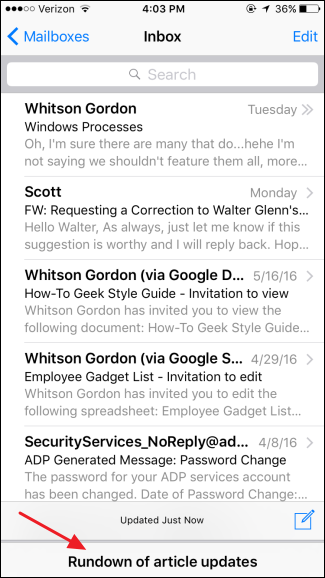 Verizon 4:03 PM 36%
Mailboxes Inbox Edit
Search
Whitson Gordon Tuesday
Windows Processes
Oh, I'm sure there are many that do...hehe I'm
not saying we shouldn't feature them all, more...
Scott Monday
FW: Requesting a Correction to Walter Glenn's...
Hello Walter, As always, just let me know if this
suggestion is worthy and I will reply back. Hop...
Whitson Gordon (via Google D... 5/16/16
How-To Geek Style Guide - Invitation to view
Whitson Gordon has invited you to view the
following document: How-To Geek Style Guide...
Whitson Gordon (via Google S... 4/29/16
Employee Gadget List - Invitation to edit
Whitson Gordon has invited you to edit the
following spreadsheet: Employee Gadget List...
SecurityServices_NoReply@ad... 4/8/16
ADP Generated Message: Password Change
The password for your ADP services account
has been changed. Date of Password Change:...
Updated Just Now
Rundown of article updates